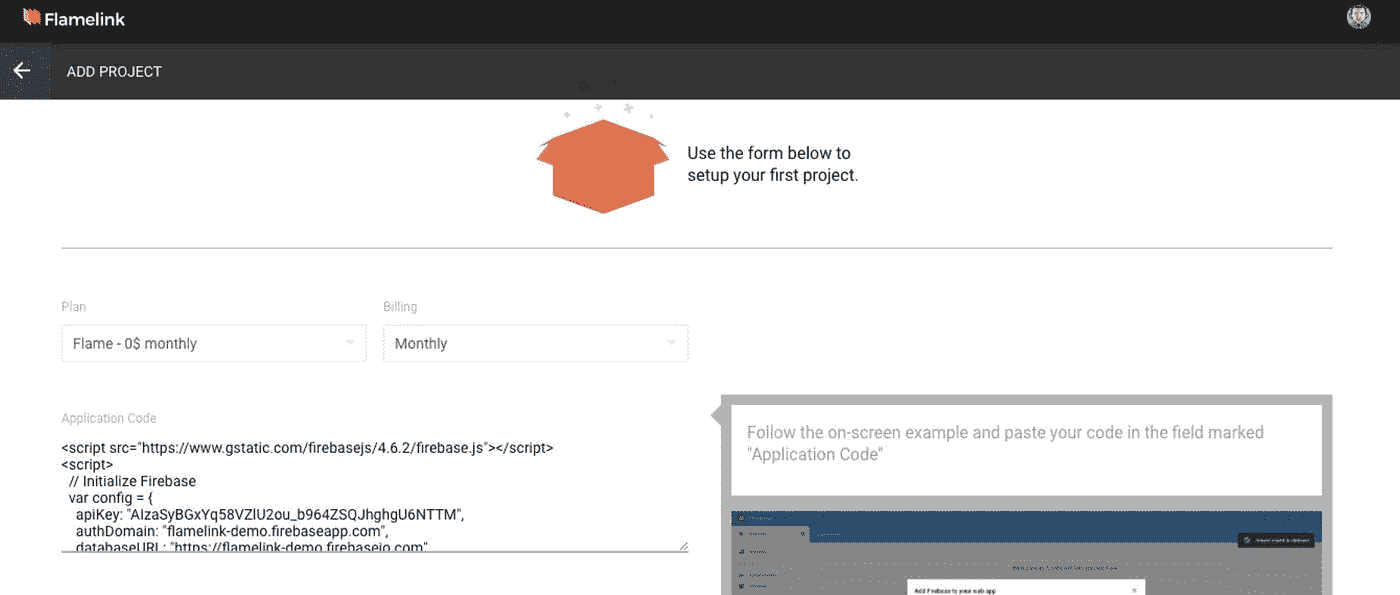 Flamelink
ADD PROJECT
Use the form below to
setup your first project.
Plan
Billing
Flame - 0$ monthly
Monthly
Application Code
<script src="https://www.gstatic.com/firebasejs/4.6.2/firebase.js"></script>
<script>
// Initialize Firebase
var config = {
apiKey: "AIzaSyBGxYq58VZlU2ou_b964ZSQJhghgU6NTTM",
authDomain: "flamelink-demo.firebaseapp.com",
databaseURL: "https://flamelink-demo.firebaseio.com"
Follow the on-screen example and paste your code in the field marked
"Application Code"
Add Firebase to your web app